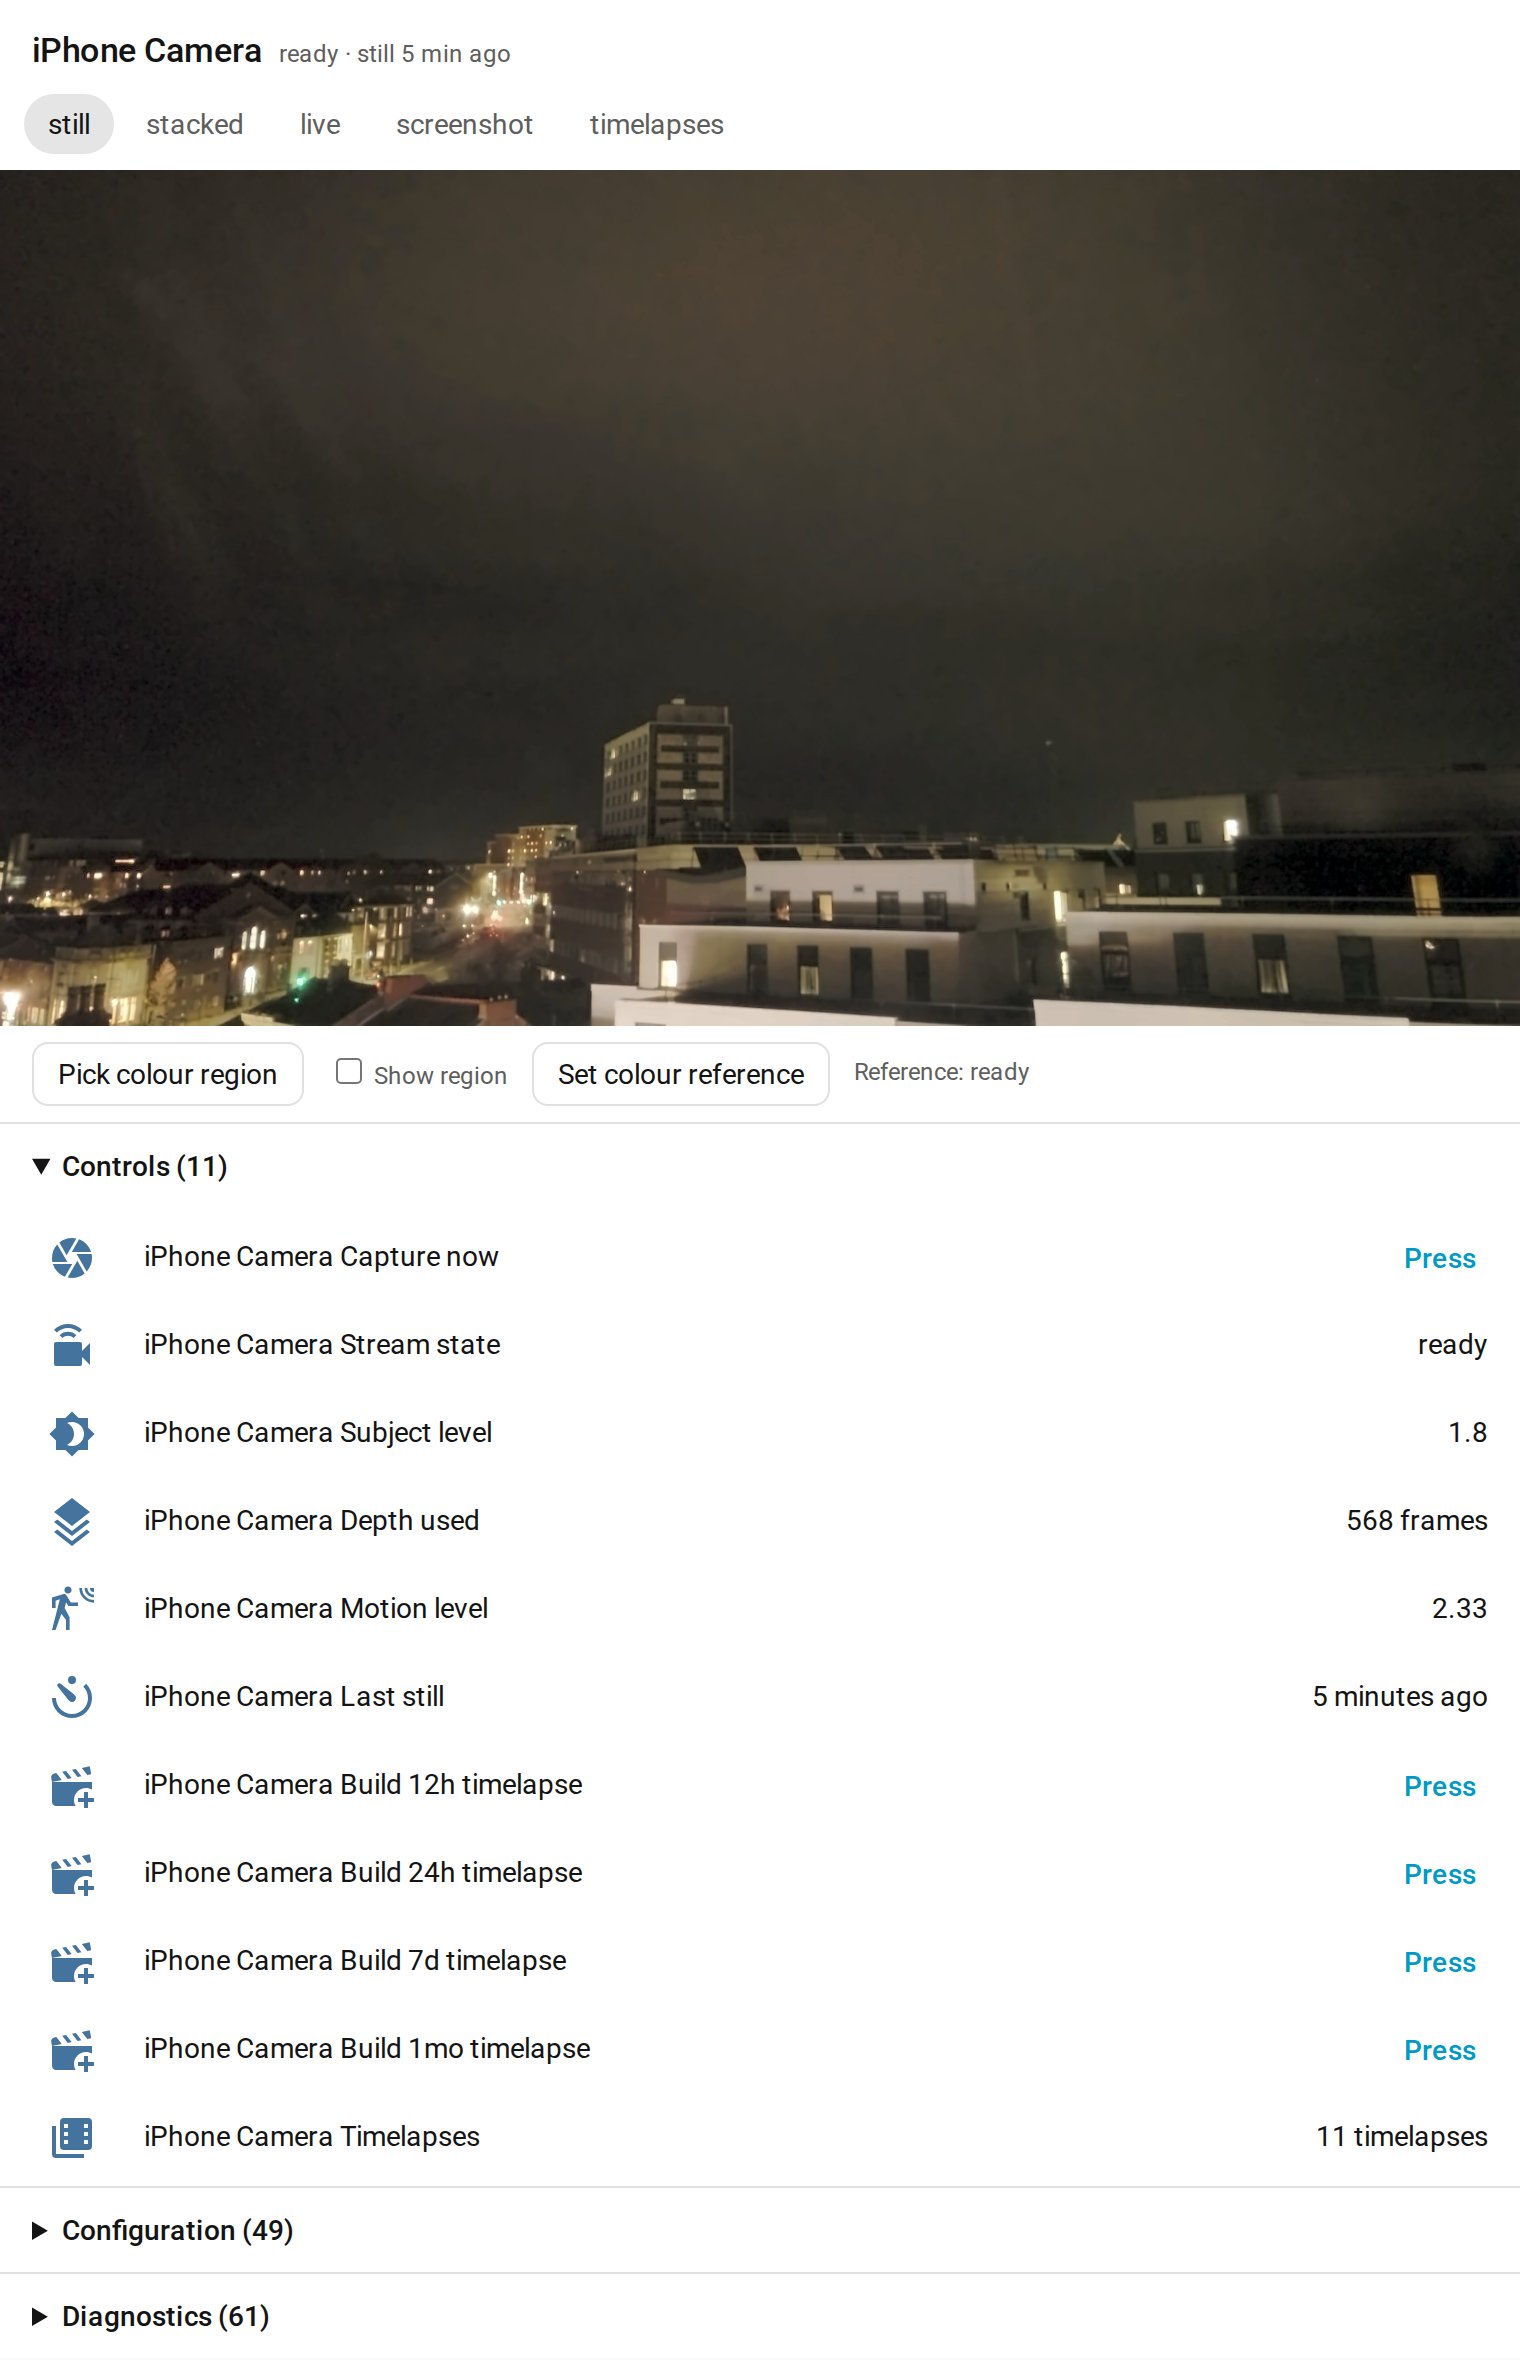 iPhone Camera ready · still 5 min ago
still stacked live screenshot timelapses
Pick colour region Show region Set colour reference Reference: ready
Controls (11)
iPhone Camera Capture now Press
iPhone Camera Stream state ready
iPhone Camera Subject level 1.8
iPhone Camera Depth used 568 frames
iPhone Camera Motion level 2.33
iPhone Camera Last still 5 minutes ago
iPhone Camera Build 12h timelapse Press
iPhone Camera Build 24h timelapse Press
iPhone Camera Build 7d timelapse Press
iPhone Camera Build 1mo timelapse Press
iPhone Camera Timelapses 11 timelapses
Configuration (49)
Diagnostics (61)